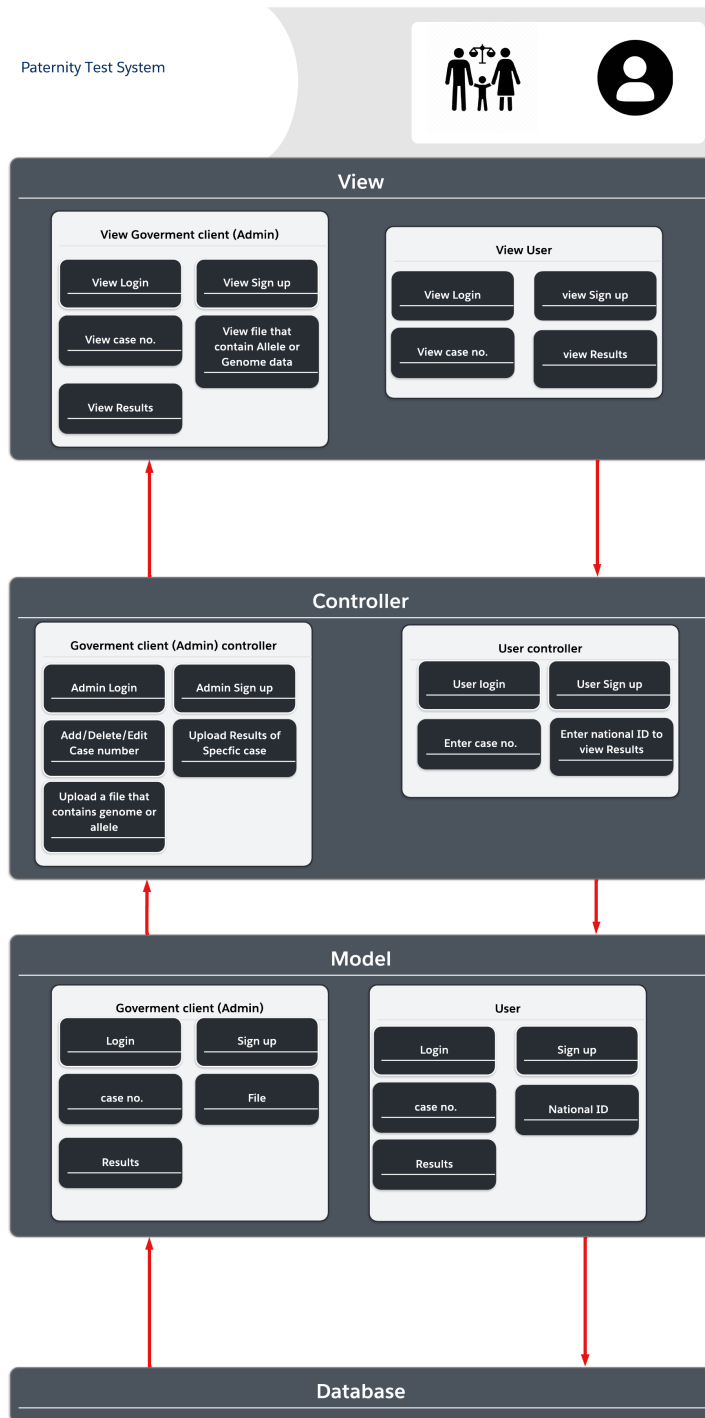 Paternity Test System
View
View Goverment client (Admin)
View Login
View Sign up
View case no.
View file that
contain Allele or
Genome data
View Results
View User
View Login
view Sign up
View case no.
view Results
Controller
Goverment client (Admin) controller
Admin Login
Admin Sign up
Add/Delete/Edit
Case number
Upload Results of
Specfic case
Upload a file that
contains genome or
allele
User controller
User login
User Sign up
Enter case no.
Enter national ID to
view Results
Model
Goverment client (Admin)
Login
Sign up
case no.
File
Results
User
Login
Sign up
case no.
National ID
Results
Database